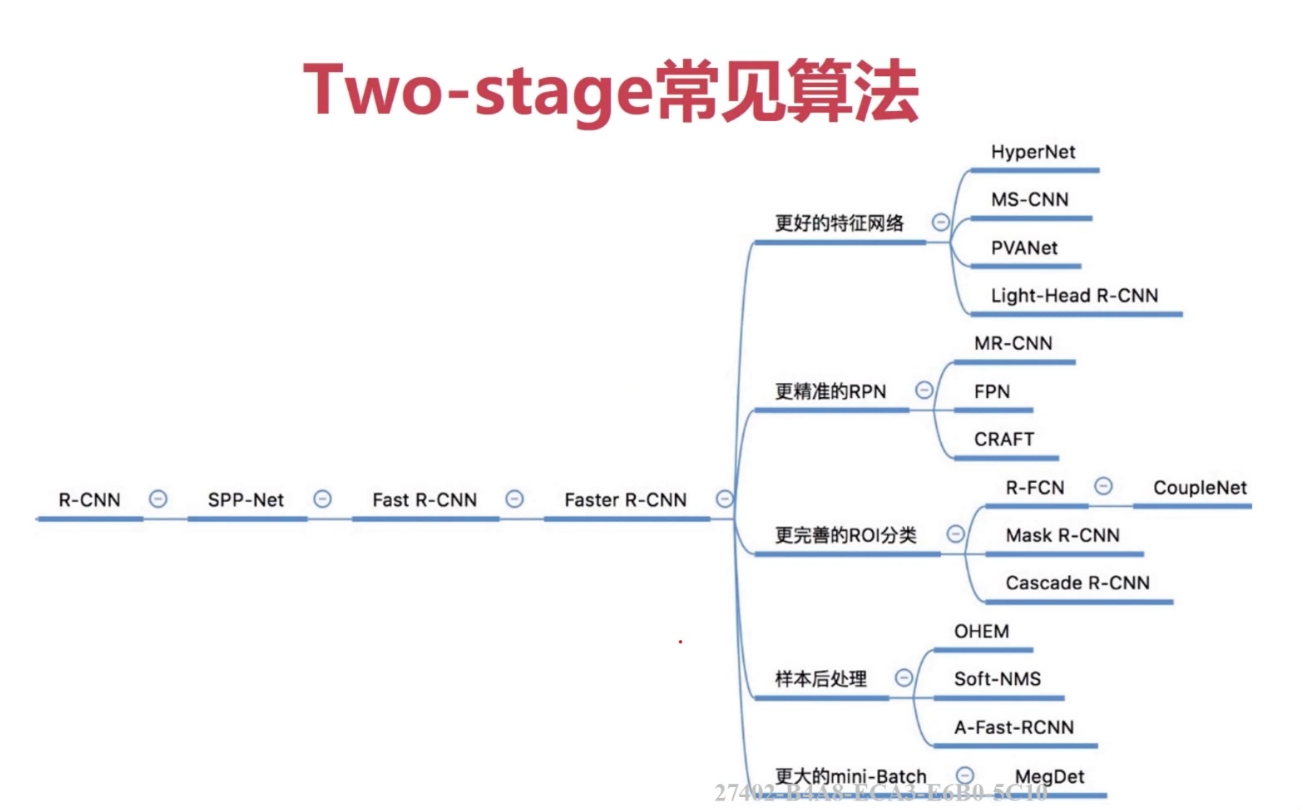 Two-stage常见算法
HyperNet
MS-CNN
更好的特征网络
PVANet
Light-Head R-CNN
MR-CNN
更精准的RPN
FPN
CRAFT
R-CNN
SPP-Net
Fast R-CNN
Faster R-CNN
R-FCN
CoupleNet
更完善的ROI分类
Mask R-CNN
Cascade R-CNN
OHEM
样本后处理
Soft-NMS
A-Fast-RCNN
更大的mini-Batch
MegDet
27402-B4A8-ECA3-E6B0-5C10